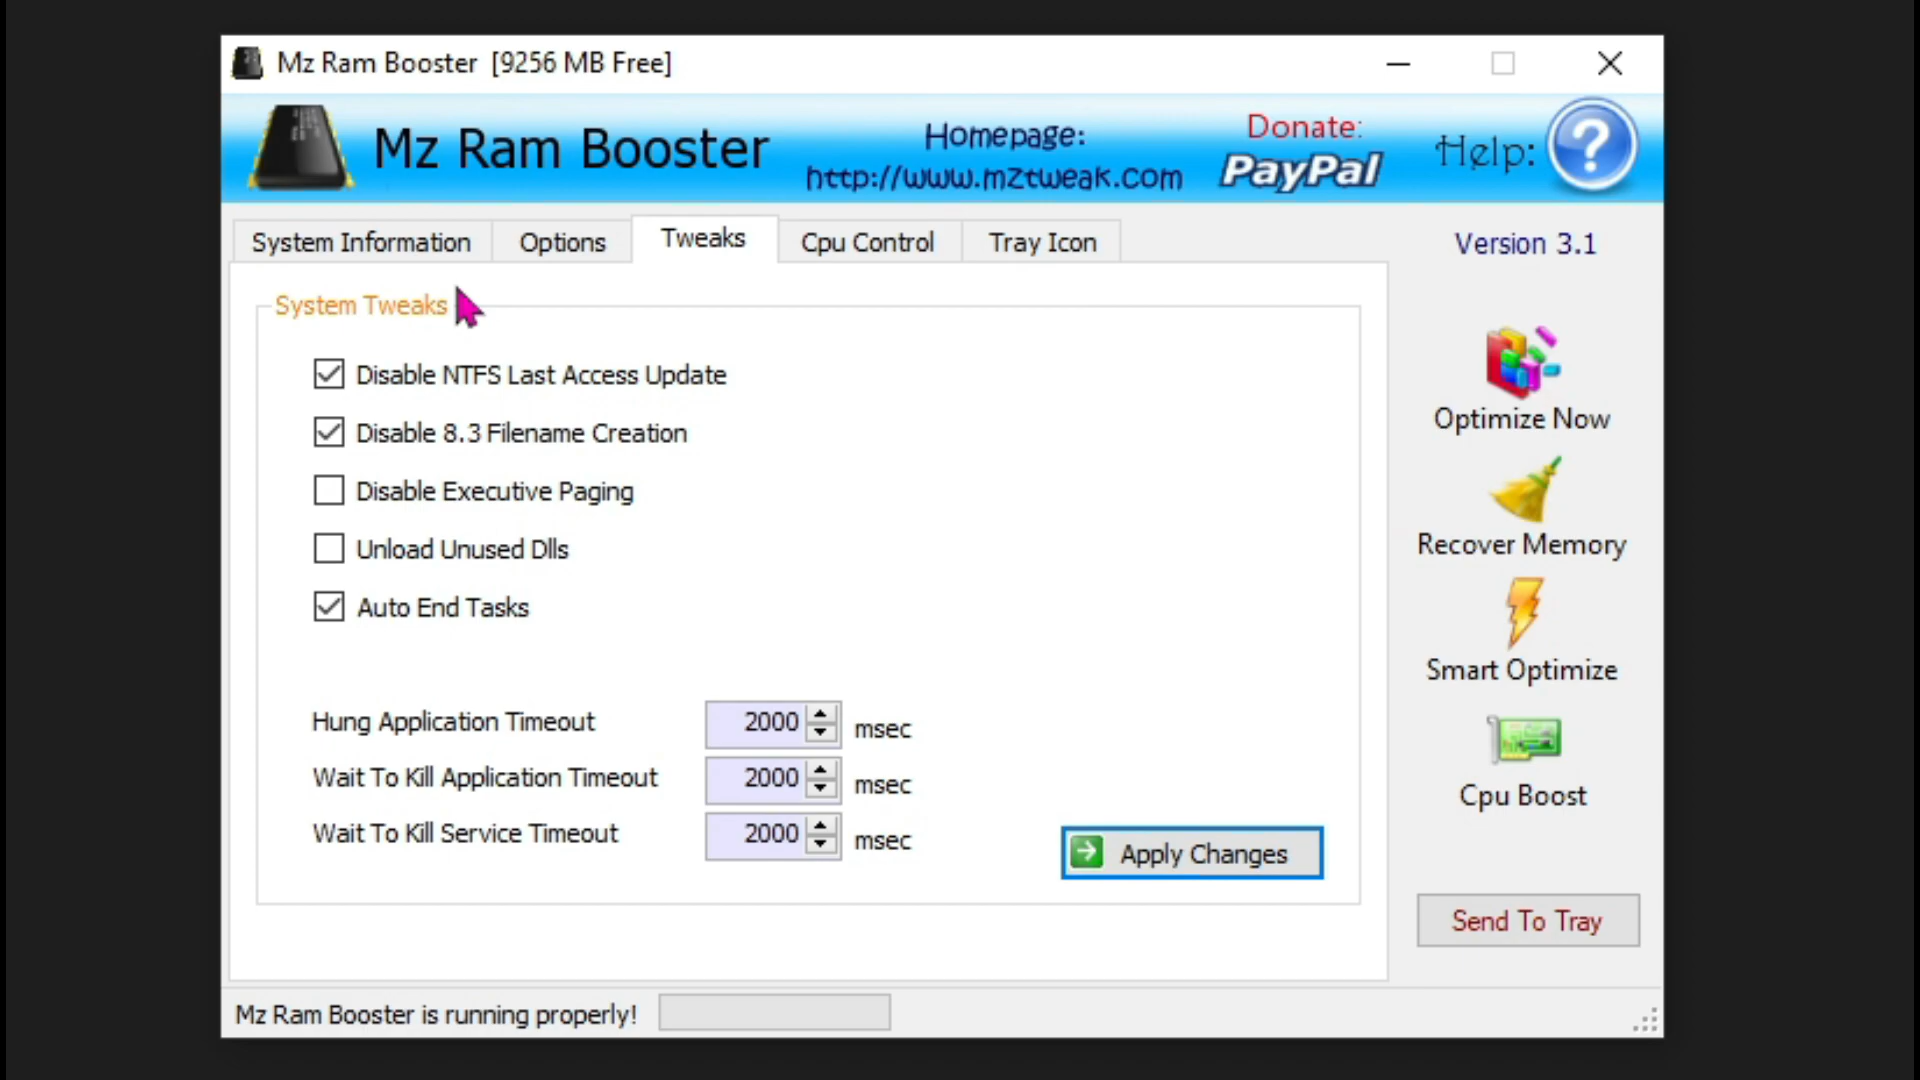 Mz Ram Booster [9256 MB Free]
Mz Ram Booster
Homepage:
http://www.mztweak.com
Donate:
PayPal
Help:
?
System Information
Options
Tweaks
Cpu Control
Tray Icon
Version 3.1
System Tweaks
Disable NTFS Last Access Update
Disable 8.3 Filename Creation
Disable Executive Paging
Unload Unused Dlls
Auto End Tasks
Hung Application Timeout 2000 msec
Wait To Kill Application Timeout 2000 msec
Wait To Kill Service Timeout 2000 msec
Apply Changes
Optimize Now
Recover Memory
Smart Optimize
Cpu Boost
Send To Tray
Mz Ram Booster is running properly!